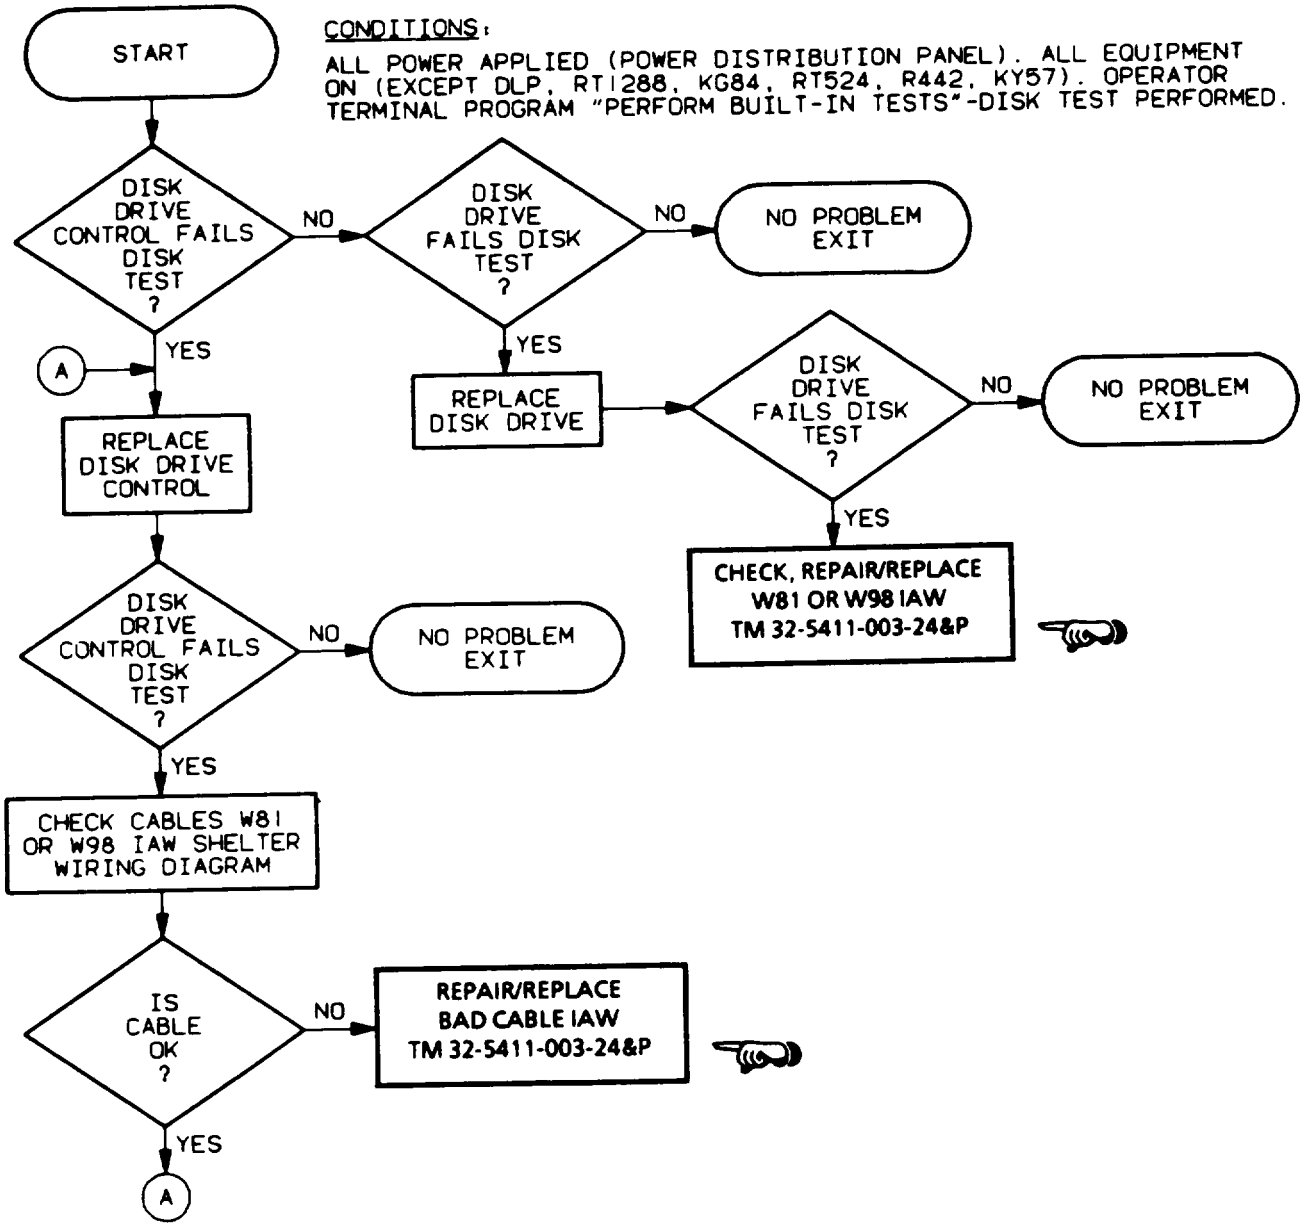 START
CONDITIONS:
ALL POWER APPLIED (POWER DISTRIBUTION PANEL). ALL EQUIPMENT
ON (EXCEPT DLP, RT1288, KG84, RT524, R442, KY57). OPERATOR
TERMINAL PROGRAM "PERFORM BUILT-IN TESTS"-DISK TEST PERFORMED.
DISK
DRIVE
CONTROL FAILS
DISK
TEST
?
NO
DISK
DRIVE
FAILS DISK
TEST
?
NO
NO PROBLEM
EXIT
YES
A
YES
REPLACE
DISK DRIVE
DISK
DRIVE
FAILS DISK
TEST
?
NO
NO PROBLEM
EXIT
REPLACE
DISK DRIVE
CONTROL
YES
CHECK, REPAIR/REPLACE
W81 OR W98 IAW
TM 32-5411-003-24&P
DISK
DRIVE
CONTROL FAILS
DISK
TEST
?
NO
NO PROBLEM
EXIT
YES
CHECK CABLES W81
OR W98 IAW SHELTER
WIRING DIAGRAM
IS
CABLE
OK
?
NO
REPAIR/REPLACE
BAD CABLE IAW
TM 32-5411-003-24&P
YES
A